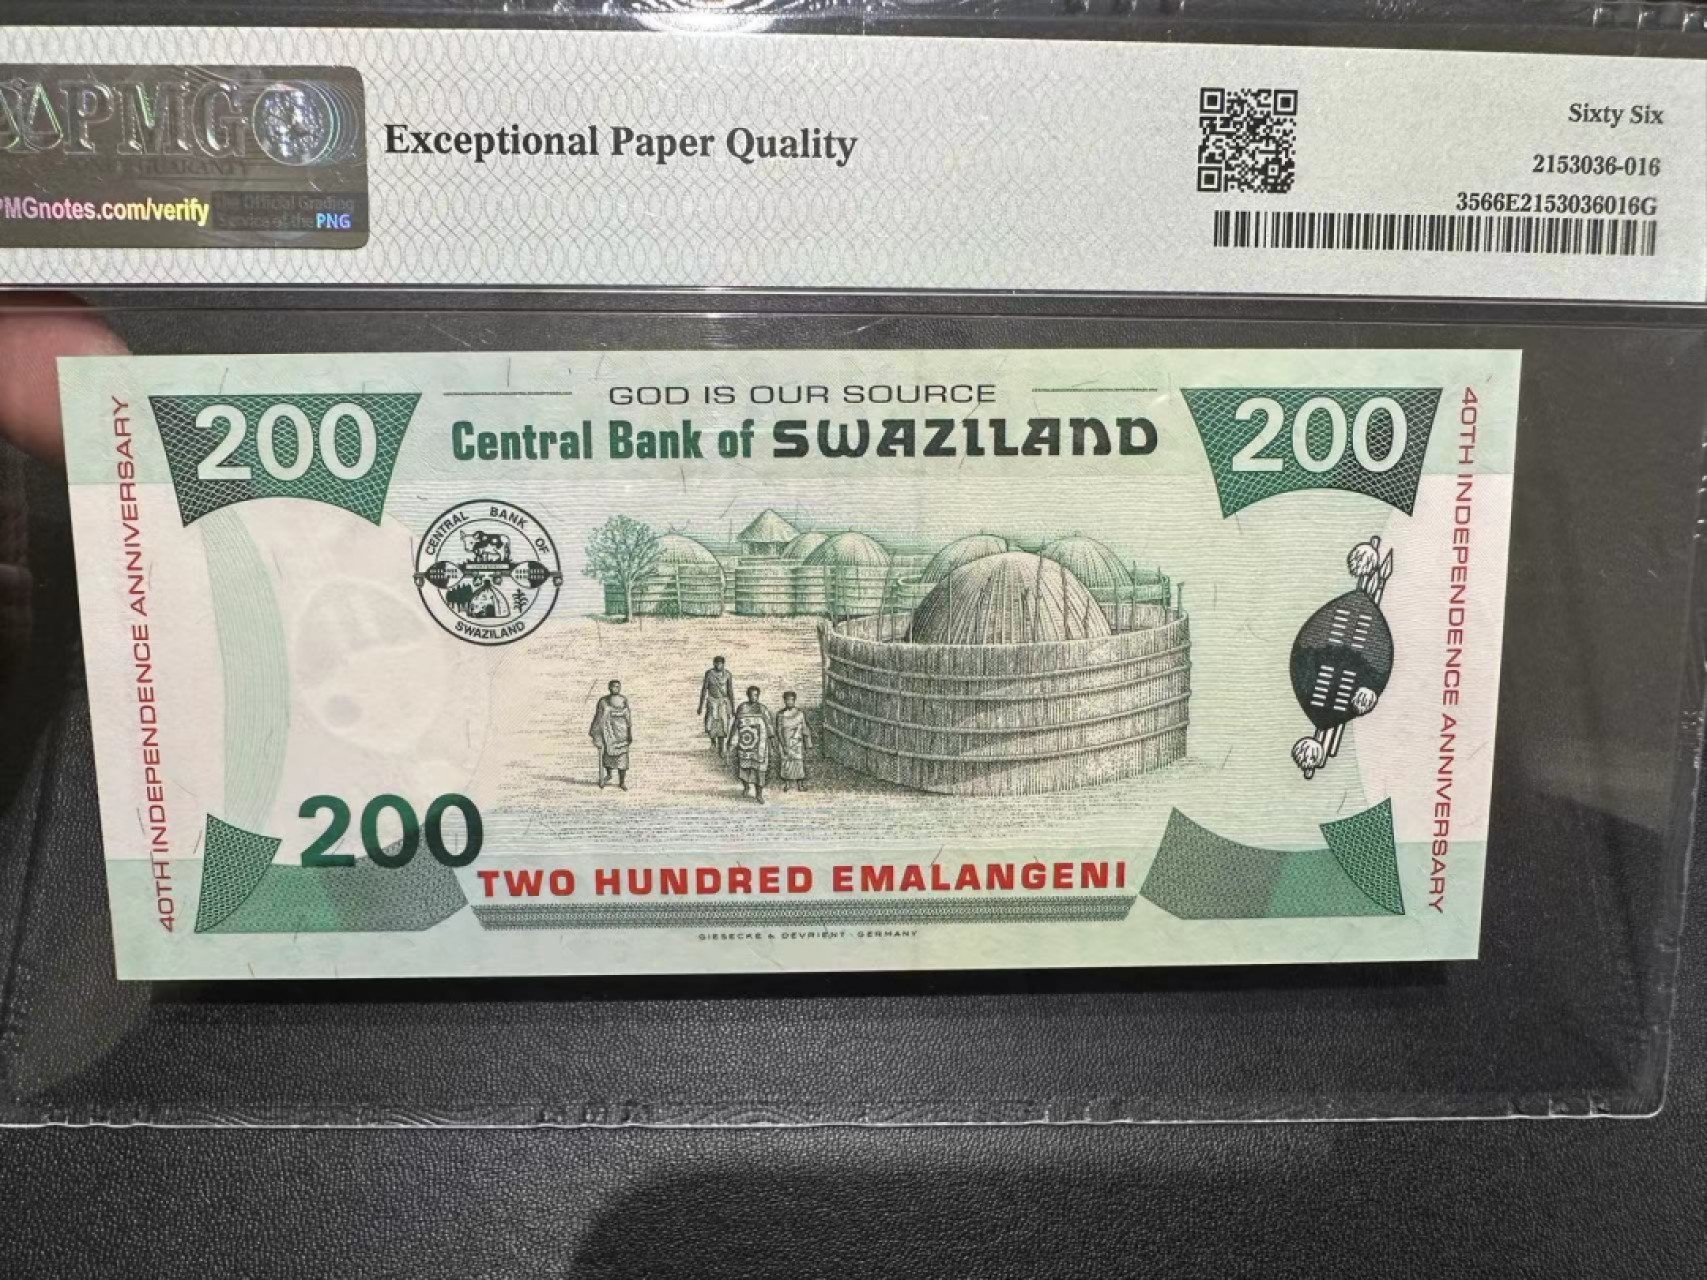 PMG
GUARANTY
PMGnotes.com/verify
The Official Grading
Service of the PNG
Exceptional Paper Quality
Sixty Six
2153036-016
3566E2153036016G
GOD IS OUR SOURCE
Central Bank of SWAZILAND
200
200
40TH INDEPENDENCE ANNIVERSARY
40TH INDEPENDENCE ANNIVERSARY
CENTRAL BANK OF
SWAZILAND
200
TWO HUNDRED EMALANGENI
GIESECKE & DEVRIENT · GERMANY